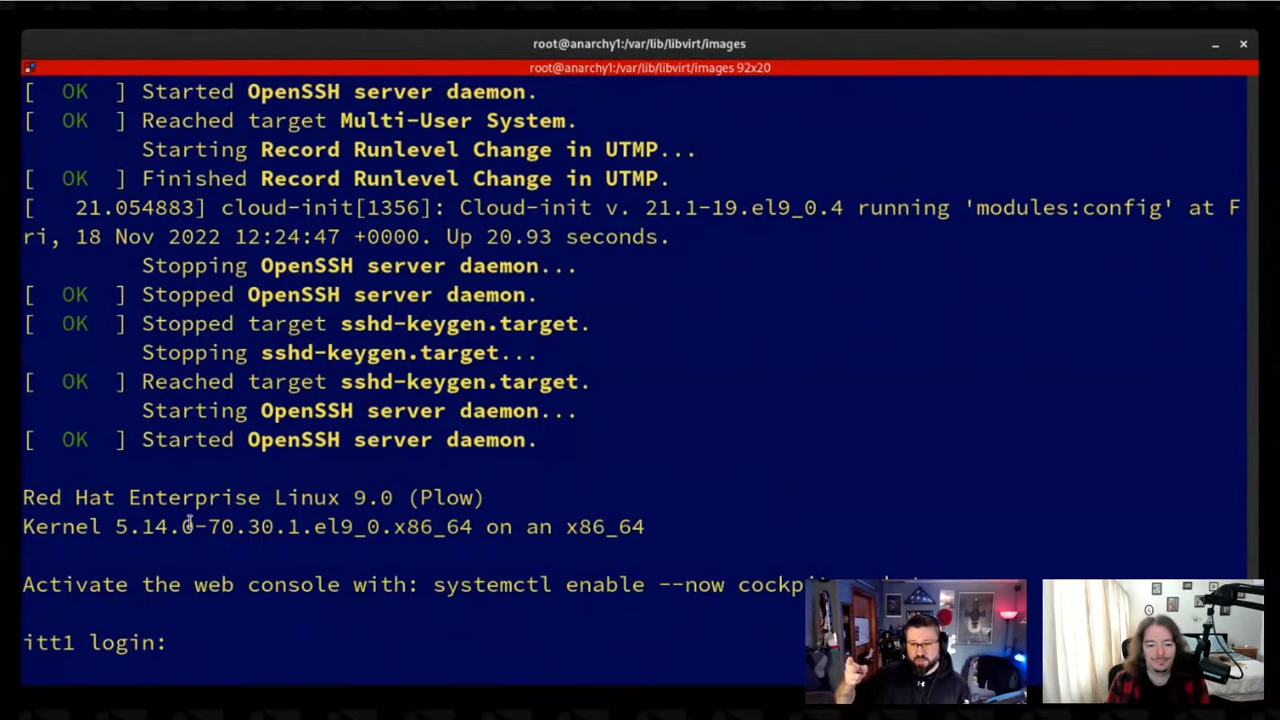 root@anarchy1:/var/lib/libvirt/images
root@anarchy1:/var/lib/libvirt/images 92x20
[ OK ] Started OpenSSH server daemon.
[ OK ] Reached target Multi-User System.
Starting Record Runlevel Change in UTMP...
[ OK ] Finished Record Runlevel Change in UTMP.
[ 21.054883] cloud-init[1356]: Cloud-init v. 21.1-19.el9_0.4 running 'modules:config' at F
ri, 18 Nov 2022 12:24:47 +0000. Up 20.93 seconds.
Stopping OpenSSH server daemon...
[ OK ] Stopped OpenSSH server daemon.
[ OK ] Stopped target sshd-keygen.target.
Stopping sshd-keygen.target...
[ OK ] Reached target sshd-keygen.target.
Starting OpenSSH server daemon...
[ OK ] Started OpenSSH server daemon.
Red Hat Enterprise Linux 9.0 (Plow)
Kernel 5.14.0-70.30.1.el9_0.x86_64 on an x86_64
Activate the web console with: systemctl enable --now
itt1 login: